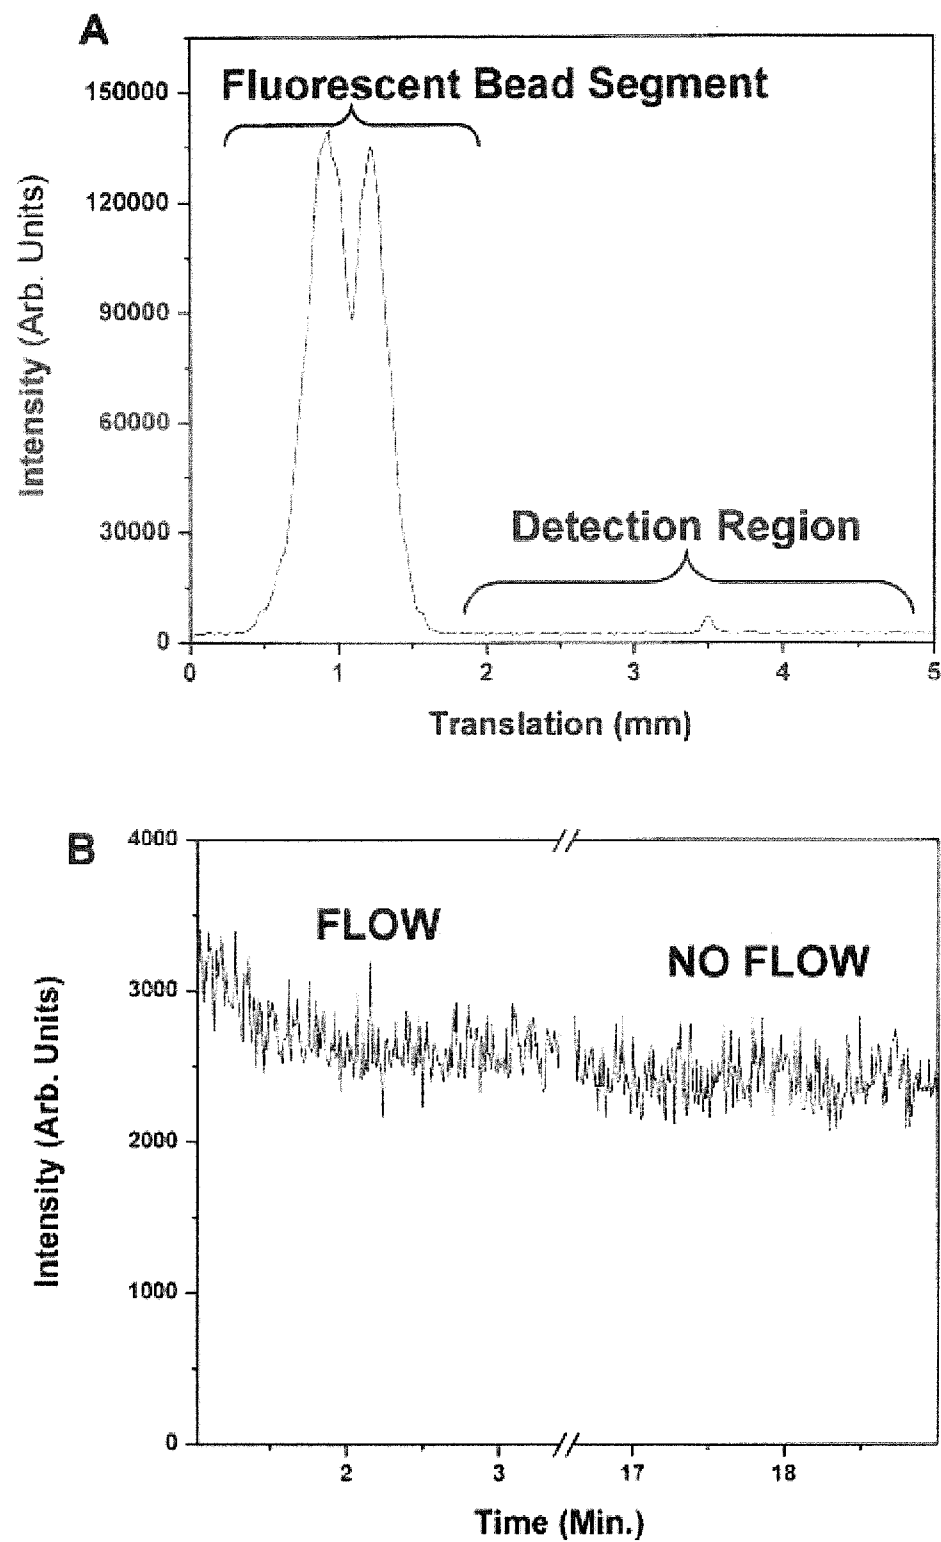 A
Fluorescent Bead Segment
150000
120000
90000
60000
30000
0
Intensity (Arb. Units)
Detection Region
0 1 2 3 4 5
Translation (mm)
B
4000
3000
2000
1000
0
Intensity (Arb. Units)
FLOW
NO FLOW
2 3 17 18
Time (Min.)